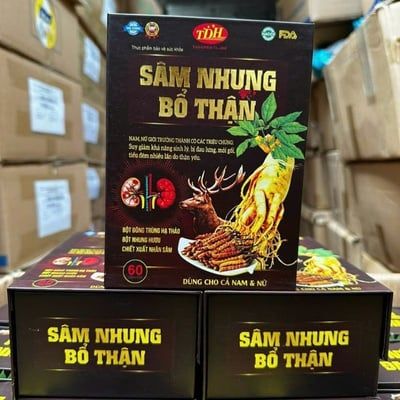 TDH
FDA
Thực phẩm bảo vệ sức khỏe
SÂM NHUNG
BỔ THẬN
NAM, NỮ GIỚI TRƯỞNG THÀNH CÓ CÁC TRIỆU CHỨNG:
Suy giảm khả năng sinh lý, bị đau lưng, mỏi gối,
tiểu đêm nhiều lần do thận yếu.
BỘT ĐÔNG TRÙNG HẠ THẢO
BỘT NHUNG HƯƠU
CHIẾT XUẤT NHÂN SÂM
60
DÙNG CHO CẢ NAM & NỮ
SÂM NHUNG
BỔ THẬN
SÂM NHUNG
BỔ THẬN